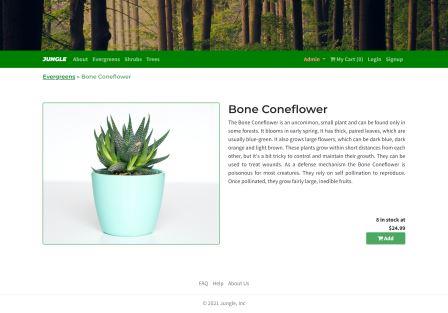 JUNGLE About Evergreens Shrubs Trees Admin My Cart (0) Login Signup
Evergreens » Bone Coneflower
Bone Coneflower
The Bone Coneflower is an uncommon, small plant and can be found only in
some forests. It blooms in early spring. It has thick, paired leaves, which are
usually blue-green. It also grows large flowers, which can be dark blue, dark
orange and light brown. These plants grow within short distances from each
other, but it's a bit tricky to control and maintain their growth. They can be
used to treat wounds. As a defense mechanism the Bone Coneflower is
poisonous for most creatures. They rely on self pollination to reproduce.
Once pollinated, they grow fairly large, inedible fruits.
8 in stock at
$24.99
Add
FAQ Help About Us
© 2021 Jungle, Inc